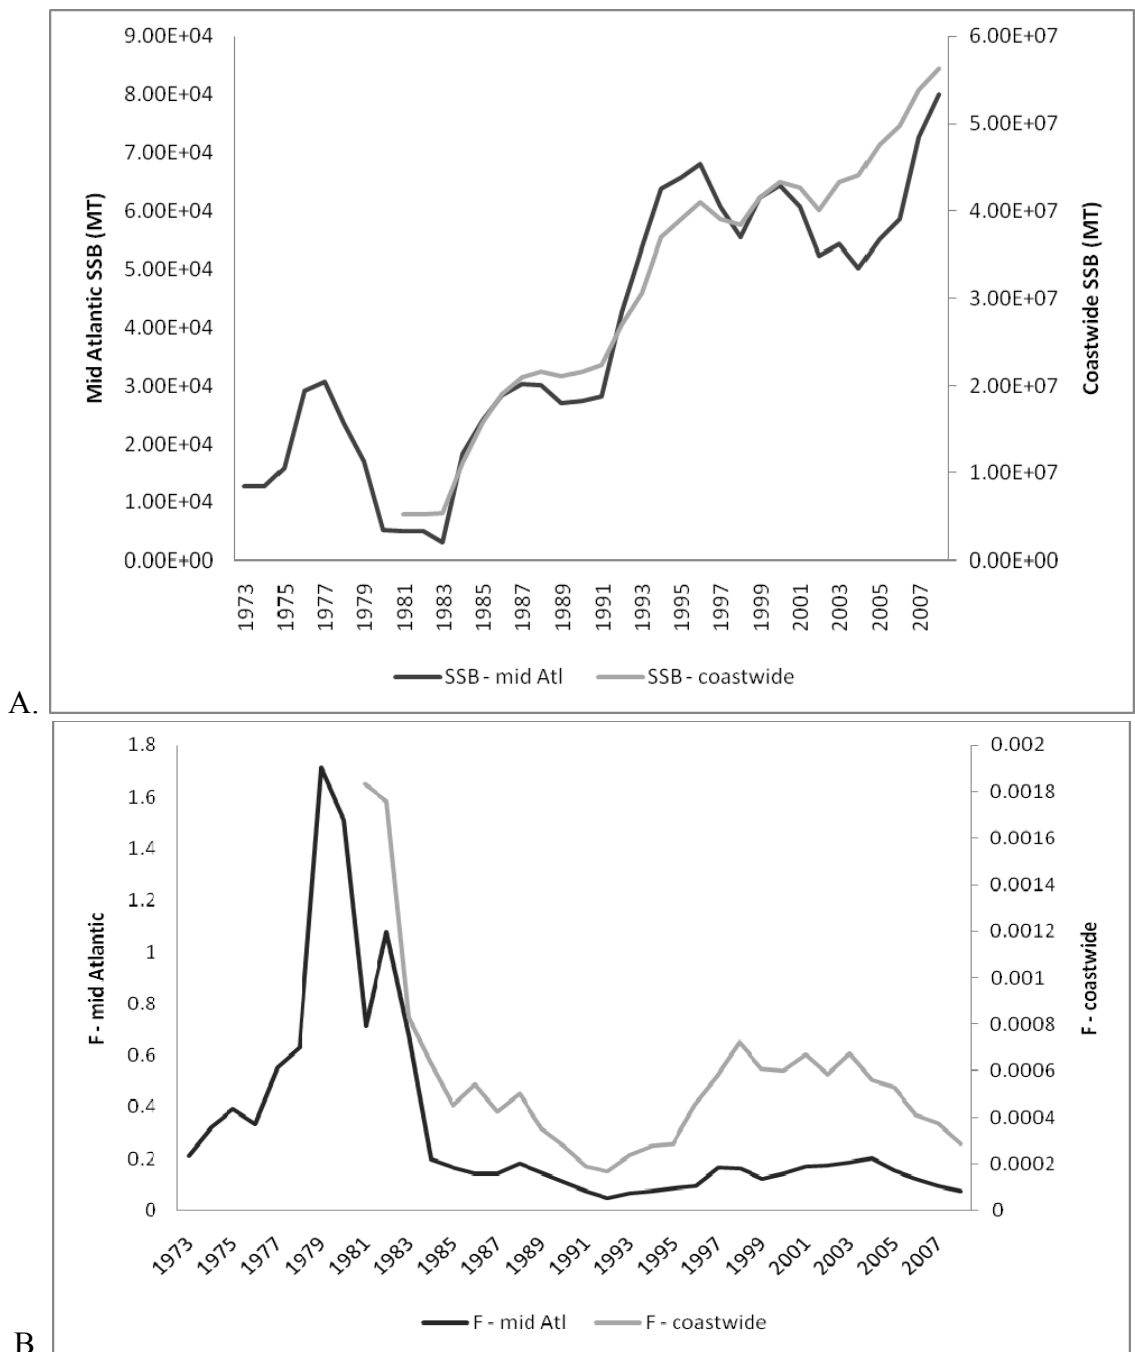 9.00E+04
8.00E+04
7.00E+04
6.00E+04
5.00E+04
4.00E+04
3.00E+04
2.00E+04
1.00E+04
0.00E+00
Mid Atlantic SSB (MT)
6.00E+07
5.00E+07
4.00E+07
3.00E+07
2.00E+07
1.00E+07
0.00E+00
Coastwide SSB (MT)
1973 1975 1977 1979 1981 1983 1985 1987 1989 1991 1993 1995 1997 1999 2001 2003 2005 2007
SSB - mid Atl SSB - coastwide
A.
1.8
1.6
1.4
1.2
1
0.8
0.6
0.4
0.2
0
F - mid Atlantic
0.002
0.0018
0.0016
0.0014
0.0012
0.001
0.0008
0.0006
0.0004
0.0002
0
F - coastwide
1973 1975 1977 1979 1981 1983 1985 1987 1989 1991 1993 1995 1997 1999 2001 2003 2005 2007
F - mid Atl F - coastwide
B